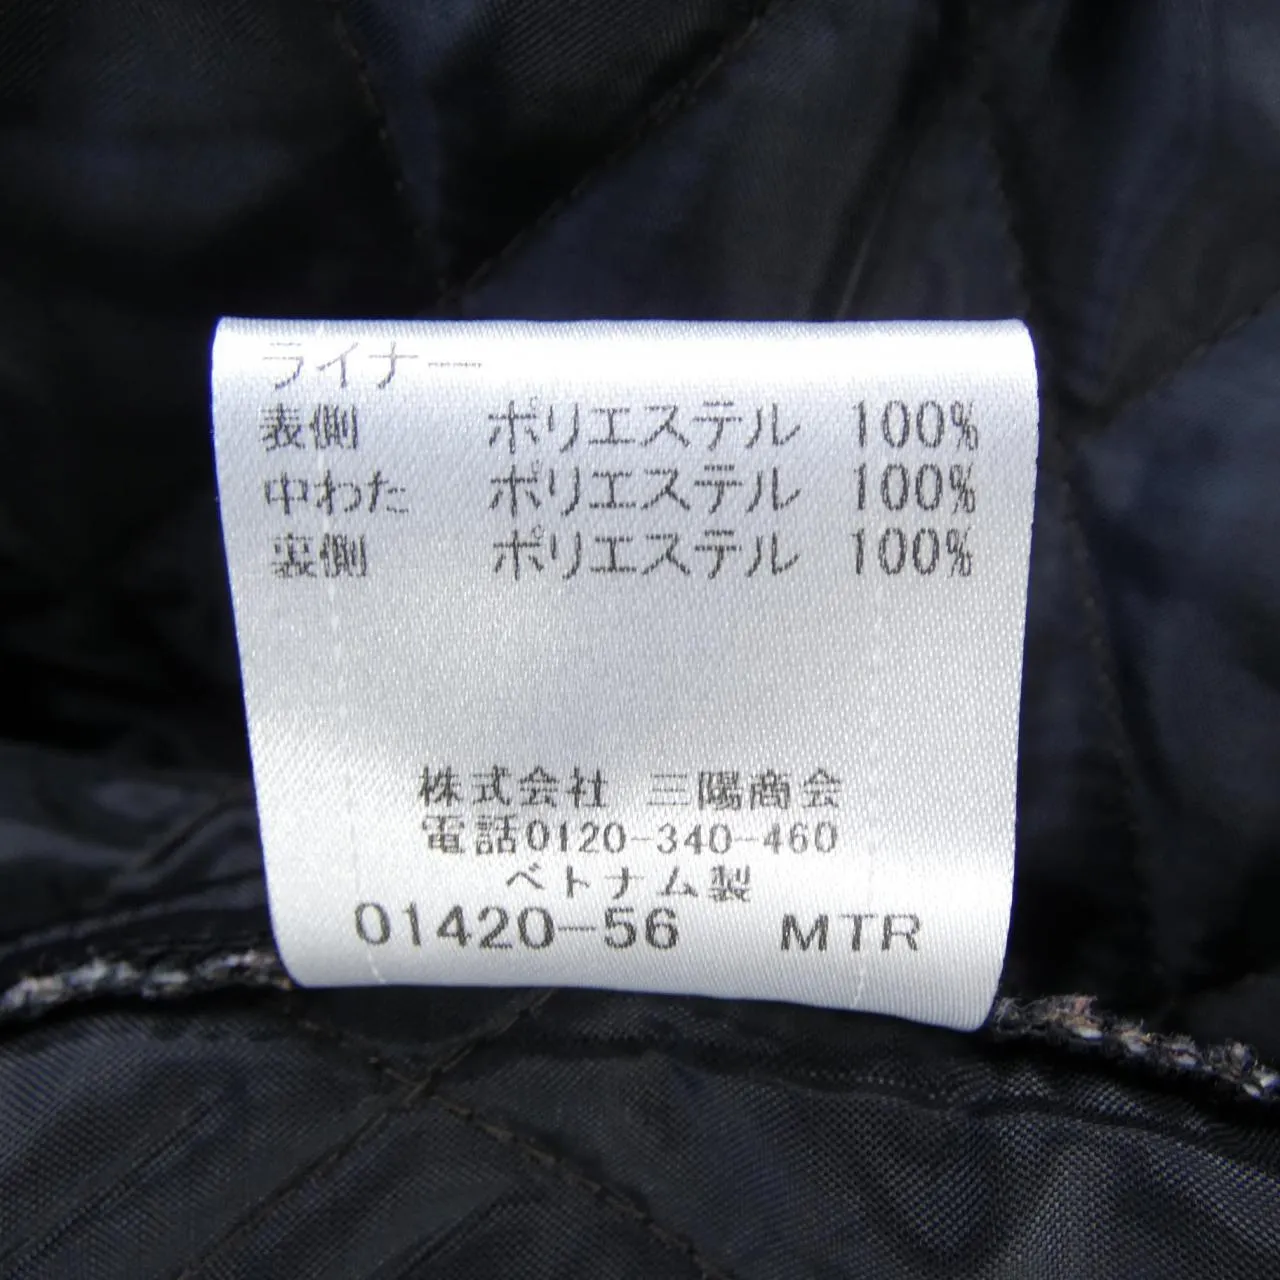 ライナー
表側 ポリエステル 100%
中わた ポリエステル 100%
裏側 ポリエステル 100%
株式会社 三陽商会
電話0120-340-460
ベトナム製
01420-56 MTR